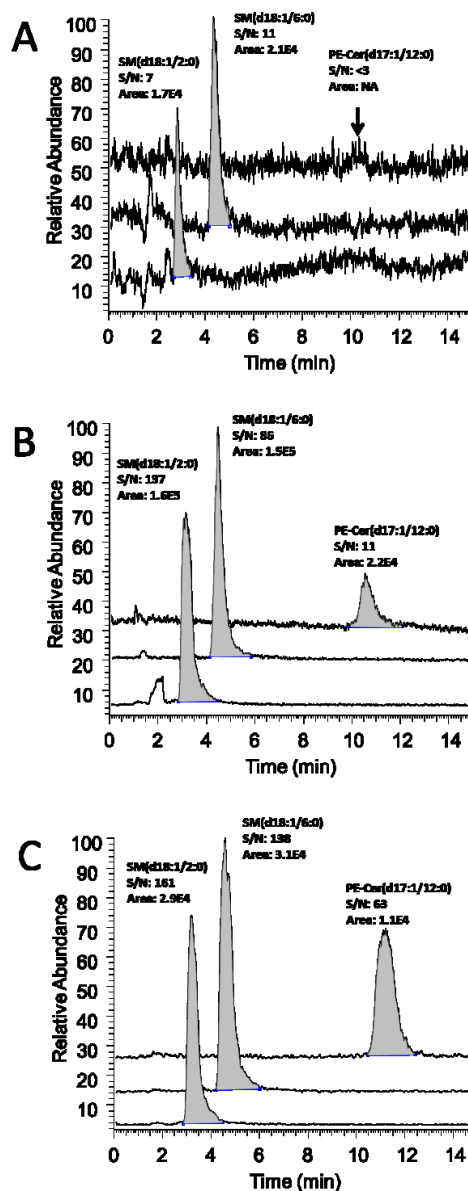 A
SM(d18:1/2:0)
S/N: 7
Area: 1.7E4
SM(d18:1/6:0)
S/N: 11
Area: 2.1E4
PE-Cer(d17:1/12:0)
S/N: <3
Area: NA
Relative Abundance
100
90
80
70
60
50
40
30
20
10
0 2 4 6 8 10 12 14
Time (min)
B
SM(d18:1/2:0)
S/N: 137
Area: 1.6E5
SM(d18:1/6:0)
S/N: 86
Area: 1.5E5
PE-Cer(d17:1/12:0)
S/N: 11
Area: 2.2E4
Relative Abundance
100
90
80
70
60
50
40
30
20
10
0 2 4 6 8 10 12 14
Time (min)
C
SM(d18:1/2:0)
S/N: 161
Area: 2.9E4
SM(d18:1/6:0)
S/N: 138
Area: 3.1E4
PE-Cer(d17:1/12:0)
S/N: 63
Area: 1.1E4
Relative Abundance
100
90
80
70
60
50
40
30
20
10
0 2 4 6 8 10 12 14
Time (min)